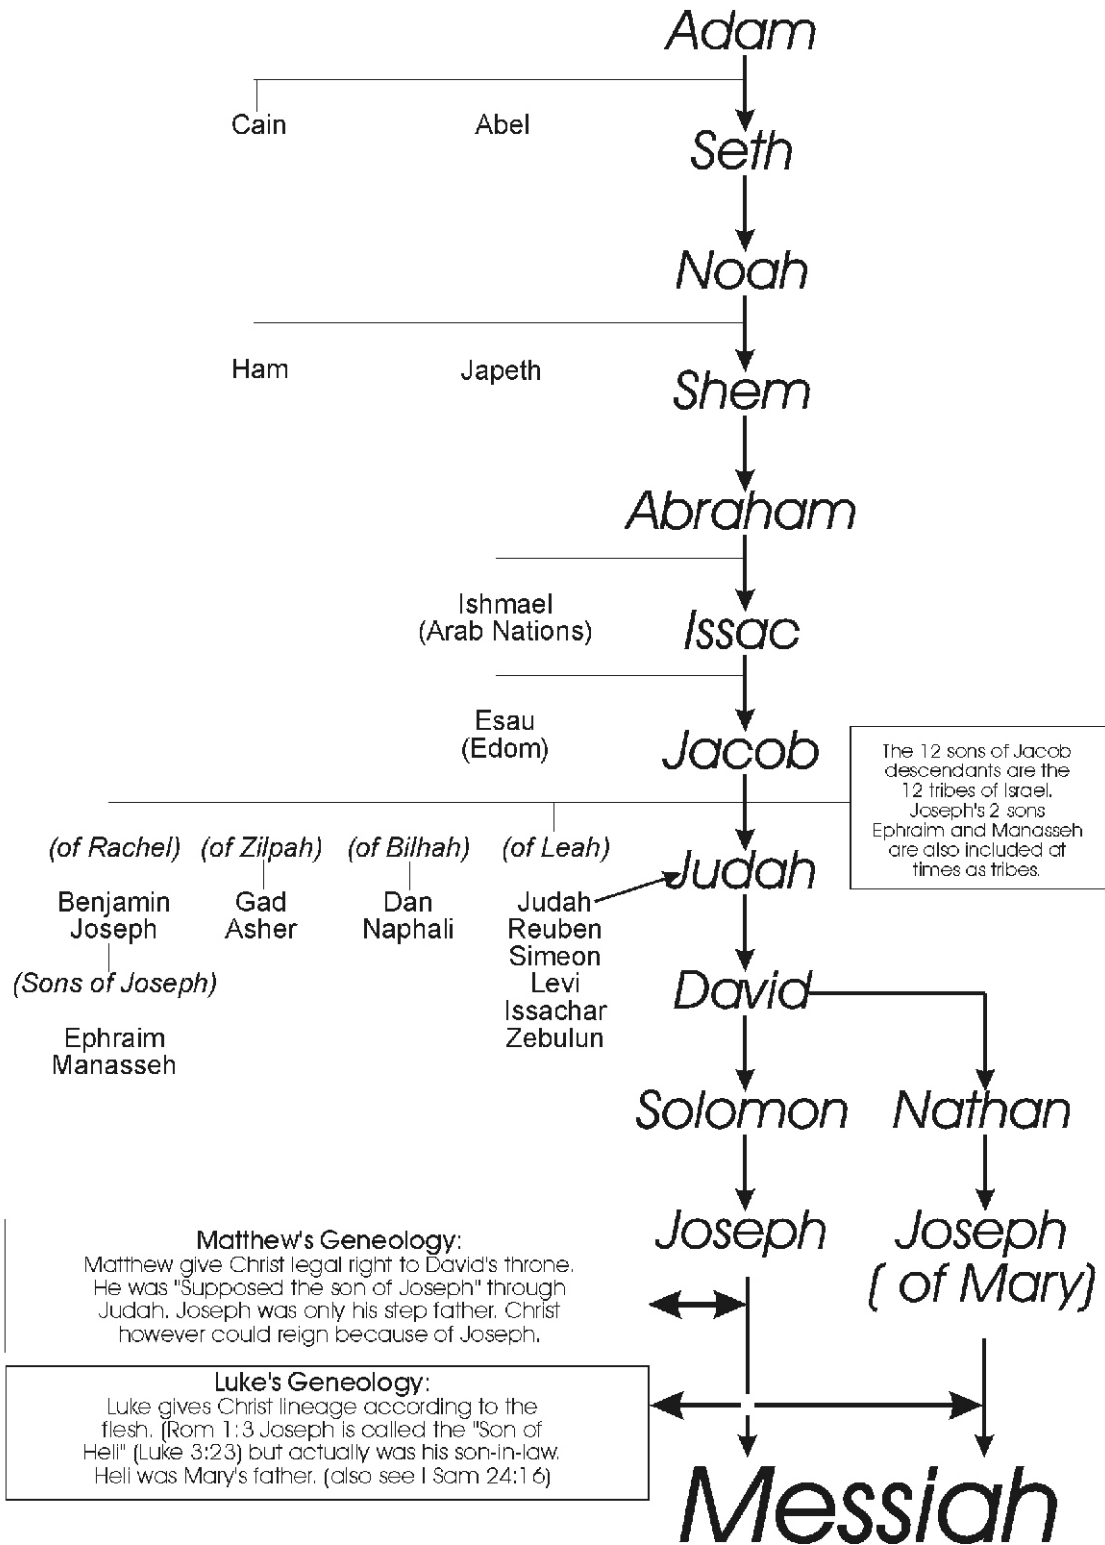 Adam
Cain
Abel
Seth
Noah
Ham
Japeth
Shem
Abraham
Ishmael
(Arab Nations)
Issac
Esau
(Edom)
Jacob
The 12 sons of Jacob
descendants are the
12 tribes of Israel.
Joseph's 2 sons
Ephraim and Manasseh
are also included at
times as tribes.
(of Rachel)
Benjamin
Joseph
(Sons of Joseph)
Ephraim
Manasseh
(of Zilpah)
Gad
Asher
(of Bilhah)
Dan
Naphali
(of Leah)
Judah
Reuben
Simeon
Levi
Issachar
Zebulun
Judah
David
Solomon
Nathan
Joseph
Joseph
( of Mary)
Matthew's Geneology:
Matthew give Christ legal right to David's throne.
He was "Supposed the son of Joseph" through
Judah. Joseph was only his step father. Christ
however could reign because of Joseph.
Luke's Geneology:
Luke gives Christ lineage according to the
flesh. (Rom 1:3 Joseph is called the "Son of
Heli" (Luke 3:23) but actually was his son-in-law.
Heli was Mary's father. (also see I Sam 24:16)
Messiah